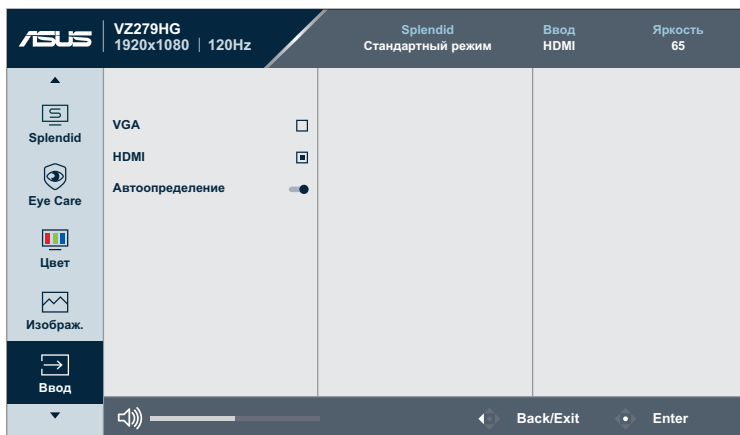 ASUS
VZ279HG
1920x1080 | 120Hz
Splendid
Стандартный режим
Ввод
HDMI
Яркость
65
Splendid
Eye Care
Цвет
Изображ.
Ввод
VGA
HDMI
Автоопределение
Back/Exit
Enter